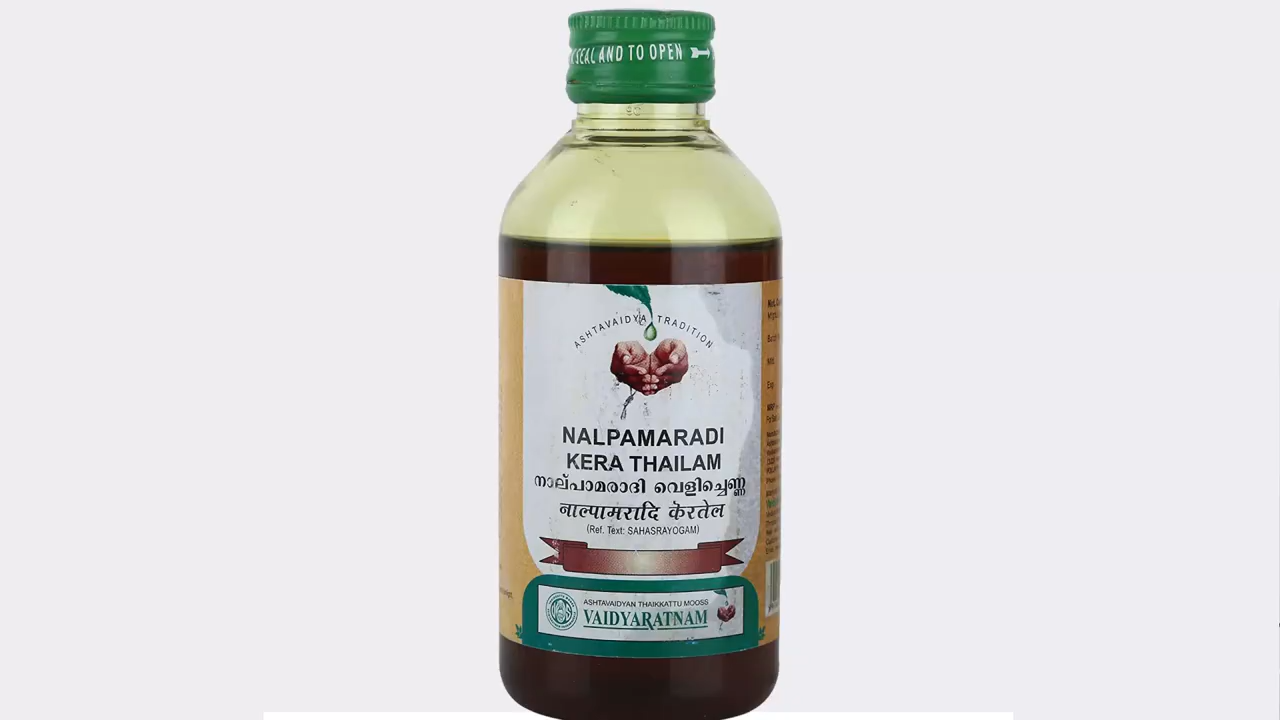 SEAL AND TO OPEN
ASHTAVAIDYA TRADITION
NALPAMARADI
KERA THAILAM
നാല്പാമരാദി വെളിച്ചെണ്ണ
नाल्पामरादि केरतेल
(Ref. Text: SAHASRAYOGAM)
ASHTAVAIDYAN THAIKKATTU MOOSS
VAIDYARATNAM